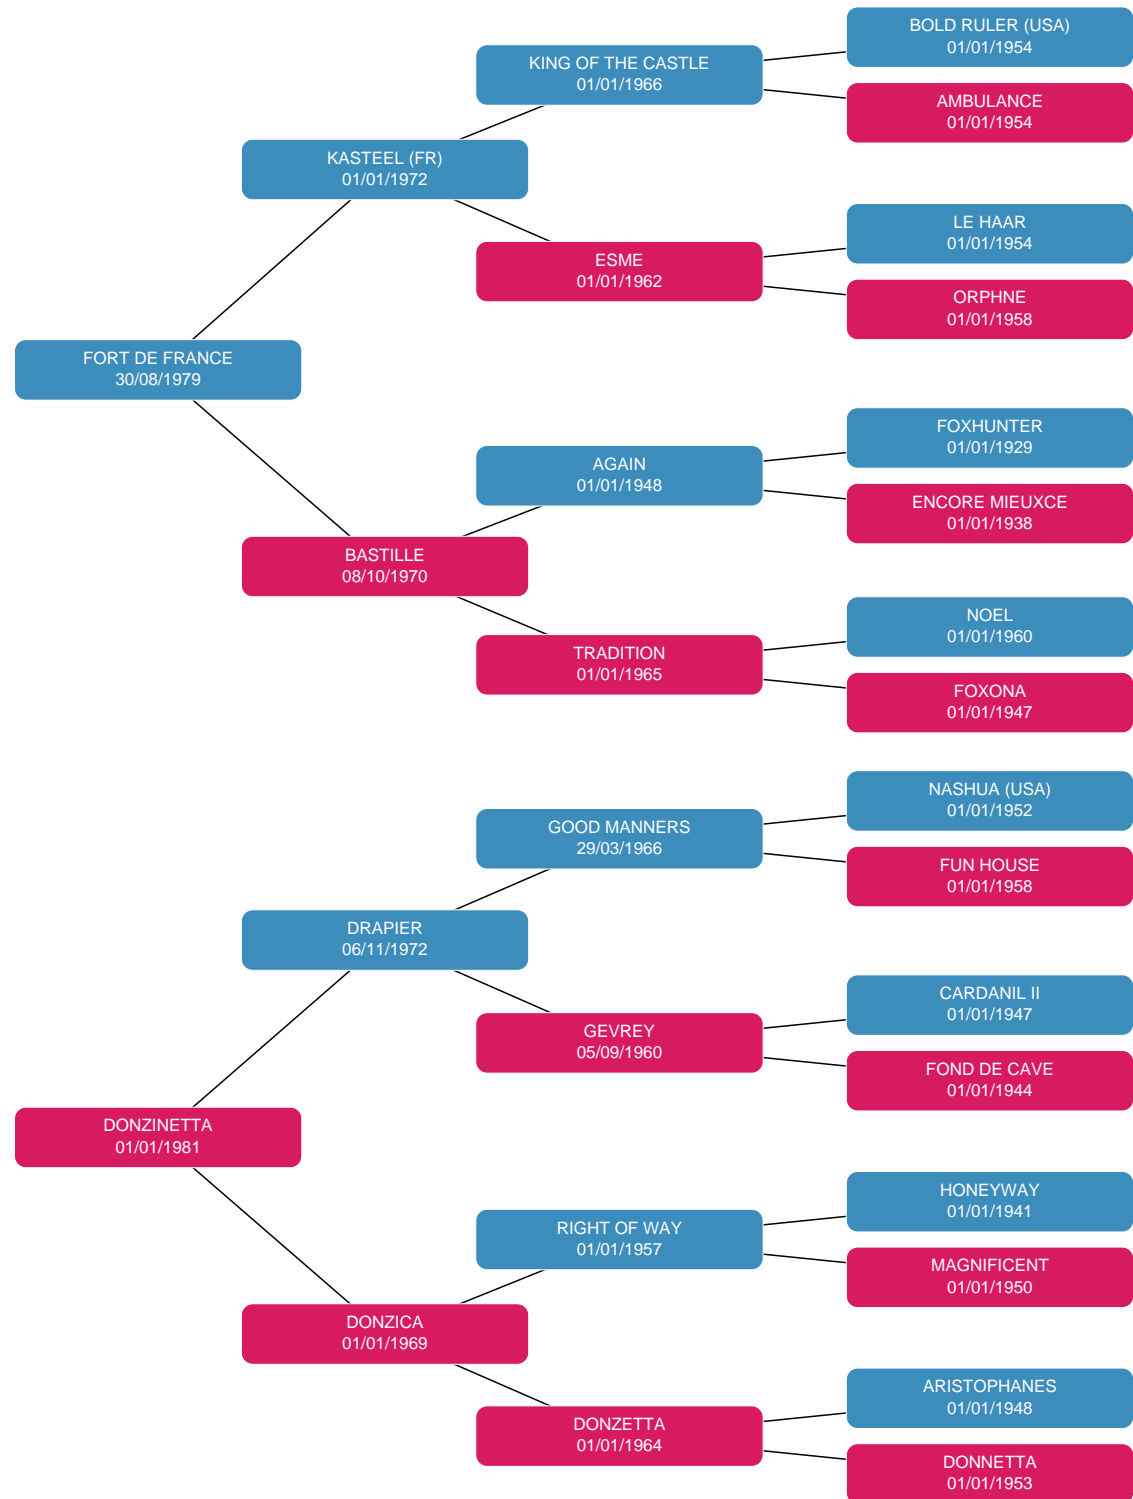 BOLD RULER (USA)
01/01/1954
KING OF THE CASTLE
01/01/1966
AMBULANCE
01/01/1954
KASTEEL (FR)
01/01/1972
LE HAAR
01/01/1954
ESME
01/01/1962
ORPHNE
01/01/1958
FORT DE FRANCE
30/08/1979
FOXHUNTER
01/01/1929
AGAIN
01/01/1948
ENCORE MIEUXCE
01/01/1938
BASTILLE
08/10/1970
NOEL
01/01/1960
TRADITION
01/01/1965
FOXONA
01/01/1947
NASHUA (USA)
01/01/1952
GOOD MANNERS
29/03/1966
FUN HOUSE
01/01/1958
DRAPIER
06/11/1972
CARDANIL II
01/01/1947
GEVREY
05/09/1960
FOND DE CAVE
01/01/1944
DONZINETTA
01/01/1981
HONEYWAY
01/01/1941
RIGHT OF WAY
01/01/1957
MAGNIFICENT
01/01/1950
DONZICA
01/01/1969
ARISTOPHANES
01/01/1948
DONZETTA
01/01/1964
DONNETTA
01/01/1953